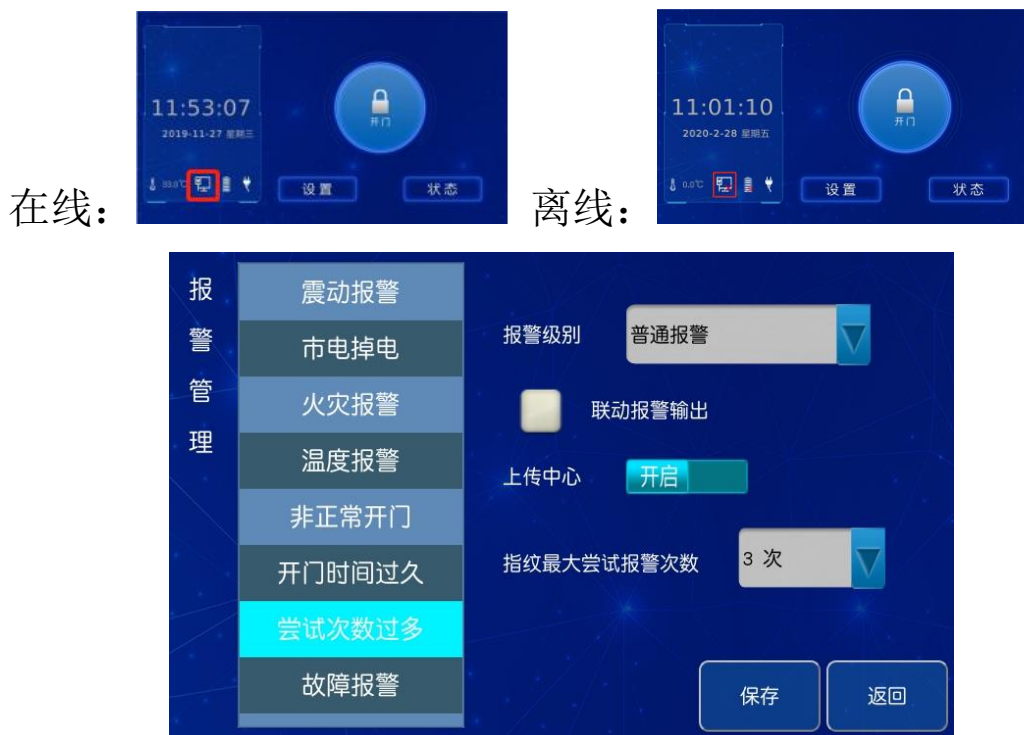 在线：
11:53:07
2019-11-27 星期三
33.0℃
开门
设置
状态
离线：
11:01:10
2020-2-28 星期五
0.0℃
开门
设置
状态
报警管理
震动报警
市电掉电
火灾报警
温度报警
非正常开门
开门时间过久
尝试次数过多
故障报警
报警级别
普通报警
联动报警输出
上传中心
开启
指纹最大尝试报警次数
3 次
保存
返回